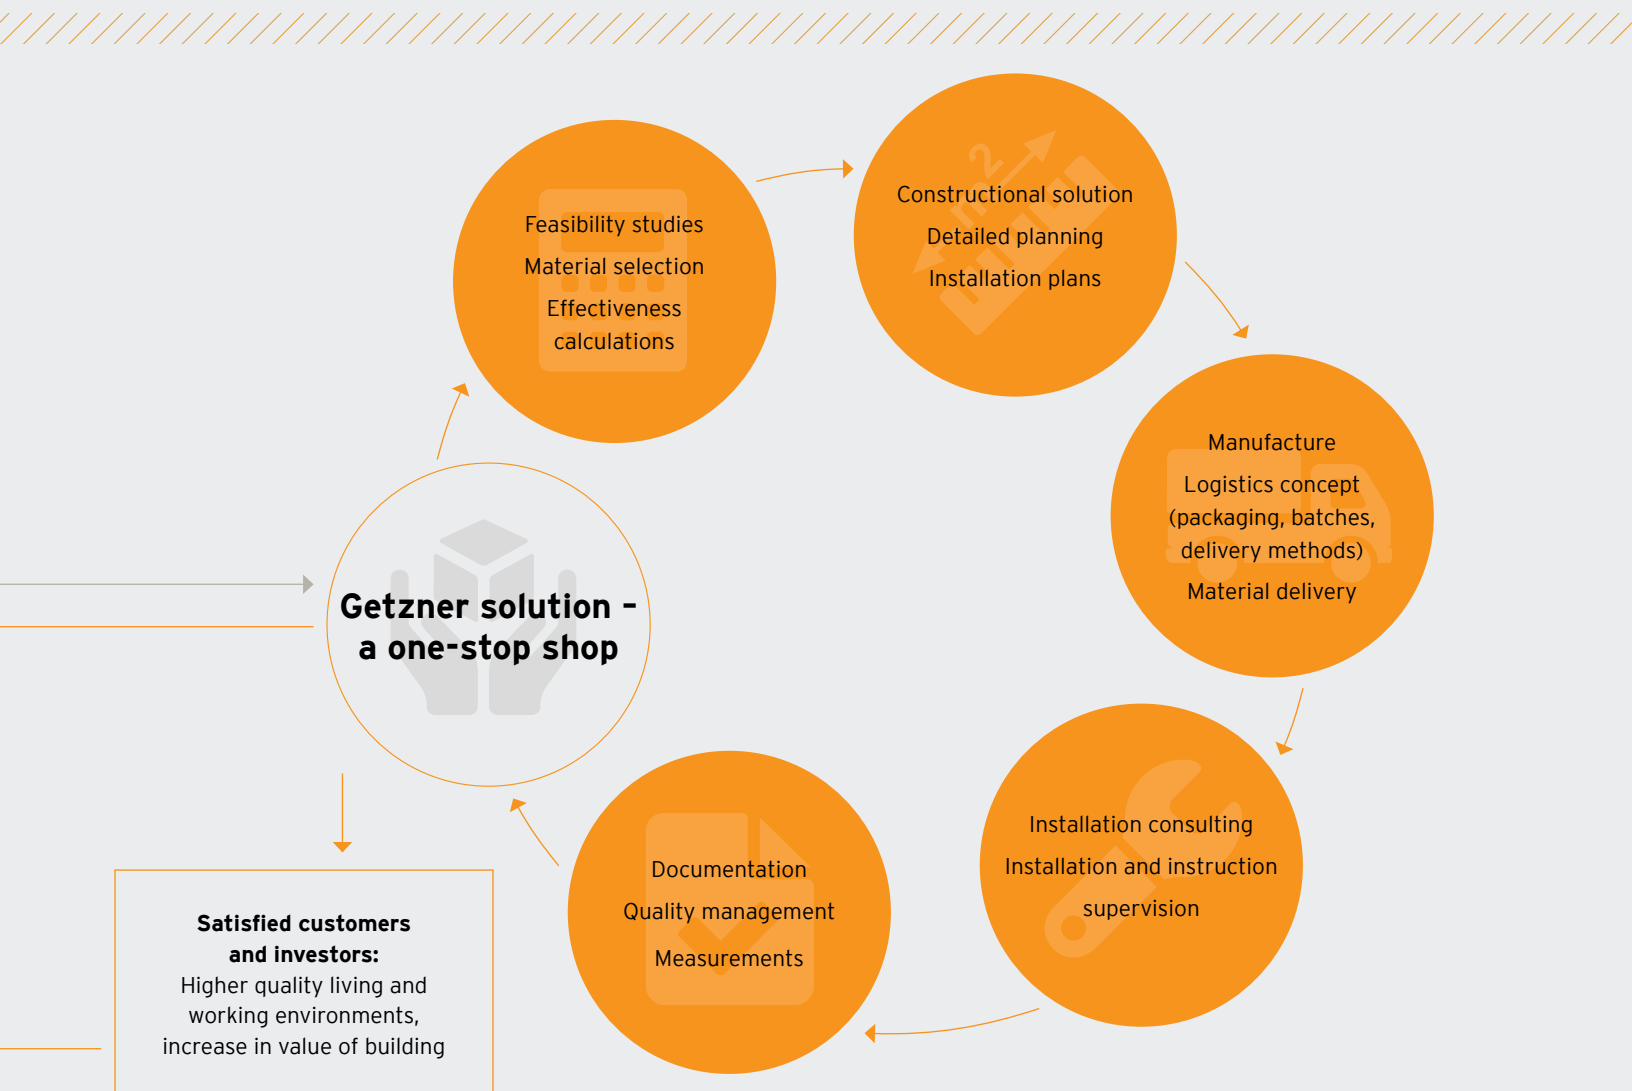 Feasibility studies
Material selection
Effectiveness
calculations
m²
Constructional solution
Detailed planning
Installation plans
Manufacture
Logistics concept
(packaging, batches,
delivery methods)
Material delivery
Installation consulting
Installation and instruction
supervision
Documentation
Quality management
Measurements
Getzner solution –
a one-stop shop
Satisfied customers
and investors:
Higher quality living and
working environments,
increase in value of building